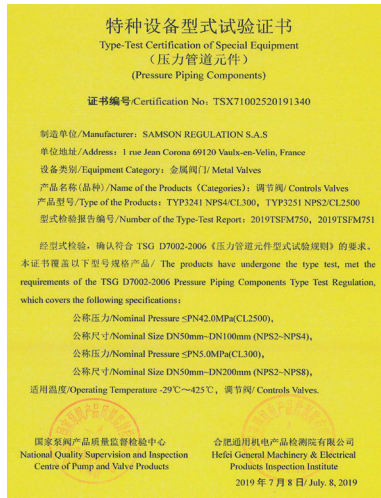 特种设备型式试验证书
Type-Test Certification of Special Equipment
（压力管道元件）
(Pressure Piping Components)
证书编号/Certification No: TSX71002520191340
制造单位/Manufacturer: SAMSON REGULATION S.A.S
单位地址/Address: 1 rue Jean Corona 69120 Vaulx-en-Velin, France
设备类别/Equipment Category: 金属阀门/ Metal Valves
产品名称(品种）/Name of the Products（Categories）: 调节阀/ Controls Valves
产品型号/Type of the Products: TYP3241 NPS4/CL300, TYP3251 NPS2/CL2500
型式检验报告编号/Number of the Type-Test Report: 2019TSFM750, 2019TSFM751
经型式检验，确认符合 TSG D7002-2006《压力管道元件型式试验规则》的要求。
本证书覆盖以下型号规格产品/ The products have undergone the type test, met the
requirements of the TSG D7002-2006 Pressure Piping Components Type Test Regulation,
which covers the following specifications:
公称压力/Nominal Pressure ≤PN42.0MPa(CL2500),
公称尺寸/Nominal Size DN50mm~DN100mm (NPS2~NPS4),
公称压力/Nominal Pressure ≤PN5.0MPa(CL300),
公称尺寸/Nominal Size DN50mm~DN200mm (NPS2~NPS8),
适用温度/Operating Temperature -29℃～425℃, 调节阀/ Controls Valves.
国家泵阀产品质量监督检验中心
National Quality Supervision and Inspection
Centre of Pump and Valve Products
合肥通用机电产品检测院有限公司
Hefei General Machinery & Electrical
Products Inspection Institute
2019 年 7 月 8 日/ July. 8, 2019